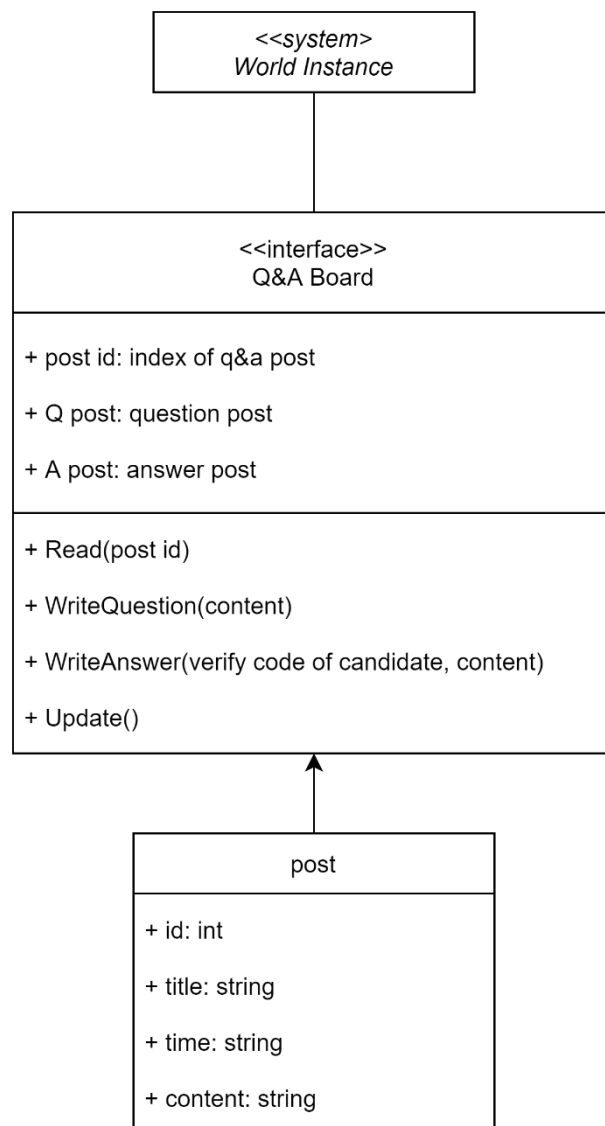 <<system>
World Instance
<<interface>>
Q&A Board
+ post id: index of q&a post
+ Q post: question post
+ A post: answer post
+ Read(post id)
+ WriteQuestion(content)
+ WriteAnswer(verify code of candidate, content)
+ Update()
post
+ id: int
+ title: string
+ time: string
+ content: string